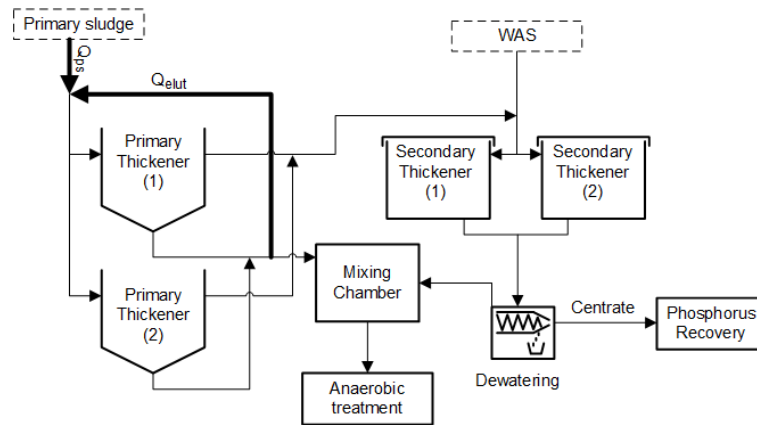 Primary sludge
WAS
Qps
Qelut
Primary
Thickener
(1)
Secondary
Thickener
(1)
Secondary
Thickener
(2)
Primary
Thickener
(2)
Mixing
Chamber
Centrate
Phosphorus
Recovery
Dewatering
Anaerobic
treatment